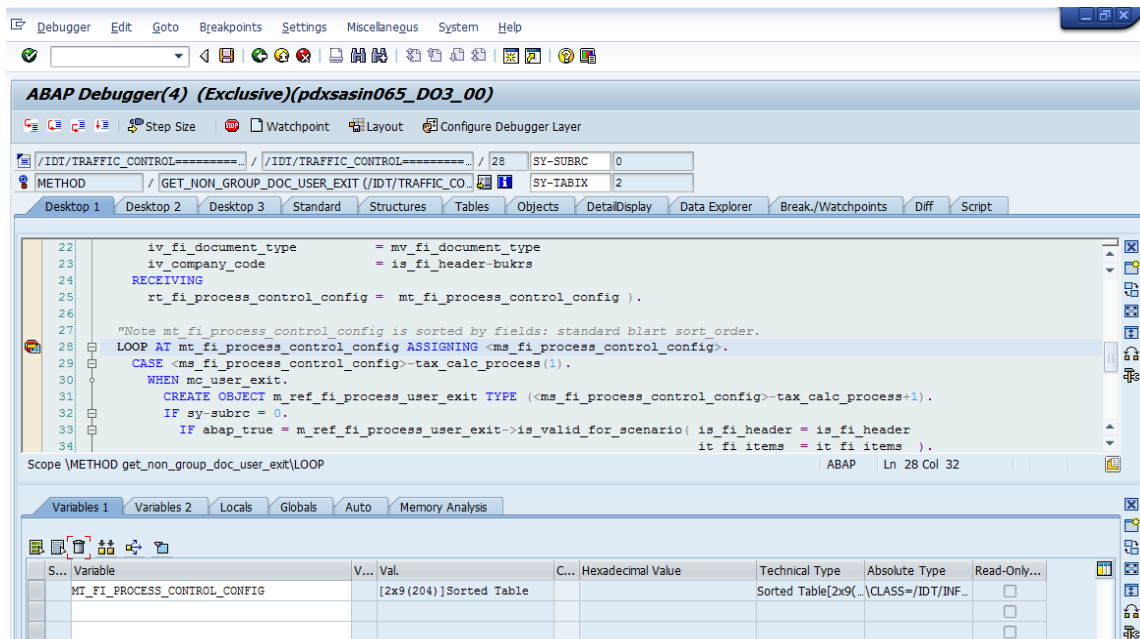 Debugger Edit Goto Breakpoints Settings Miscellaneous System Help
ABAP Debugger(4) (Exclusive)(pdxsasin065_DO3_00)
Step Size STOP Watchpoint Layout Configure Debugger Layer
/IDT/TRAFFIC_CONTROL=========… / /IDT/TRAFFIC_CONTROL=========… / 28 SY-SUBRC 0
METHOD / GET_NON_GROUP_DOC_USER_EXIT (/IDT/TRAFFIC_CO… SY-TABIX 2
Desktop 1 Desktop 2 Desktop 3 Standard Structures Tables Objects DetailDisplay Data Explorer Break./Watchpoints Diff Script
22 iv_fi_document_type = mv_fi_document_type
23 iv_company_code = is_fi_header-bukrs
24 RECEIVING
25 rt_fi_process_control_config = mt_fi_process_control_config ).
26
27 "Note mt_fi_process_control_config is sorted by fields: standard blart sort_order.
28 LOOP AT mt_fi_process_control_config ASSIGNING <ms_fi_process_control_config>.
29 CASE <ms_fi_process_control_config>-tax_calc_process(1).
30 WHEN mc_user_exit.
31 CREATE OBJECT m_ref_fi_process_user_exit TYPE (<ms_fi_process_control_config>-tax_calc_process+1).
32 IF sy-subrc = 0.
33 IF abap_true = m_ref_fi_process_user_exit->is_valid_for_scenario( is_fi_header = is_fi_header
34 it_fi_items = it_fi_items ).
Scope \METHOD get_non_group_doc_user_exit\LOOP ABAP Ln 28 Col 32
Variables 1 Variables 2 Locals Globals Auto Memory Analysis
S... Variable V... Val. C... Hexadecimal Value Technical Type Absolute Type Read-Only...
MT_FI_PROCESS_CONTROL_CONFIG [2x9(204)]Sorted Table Sorted Table[2x9(… \CLASS=/IDT/INF…